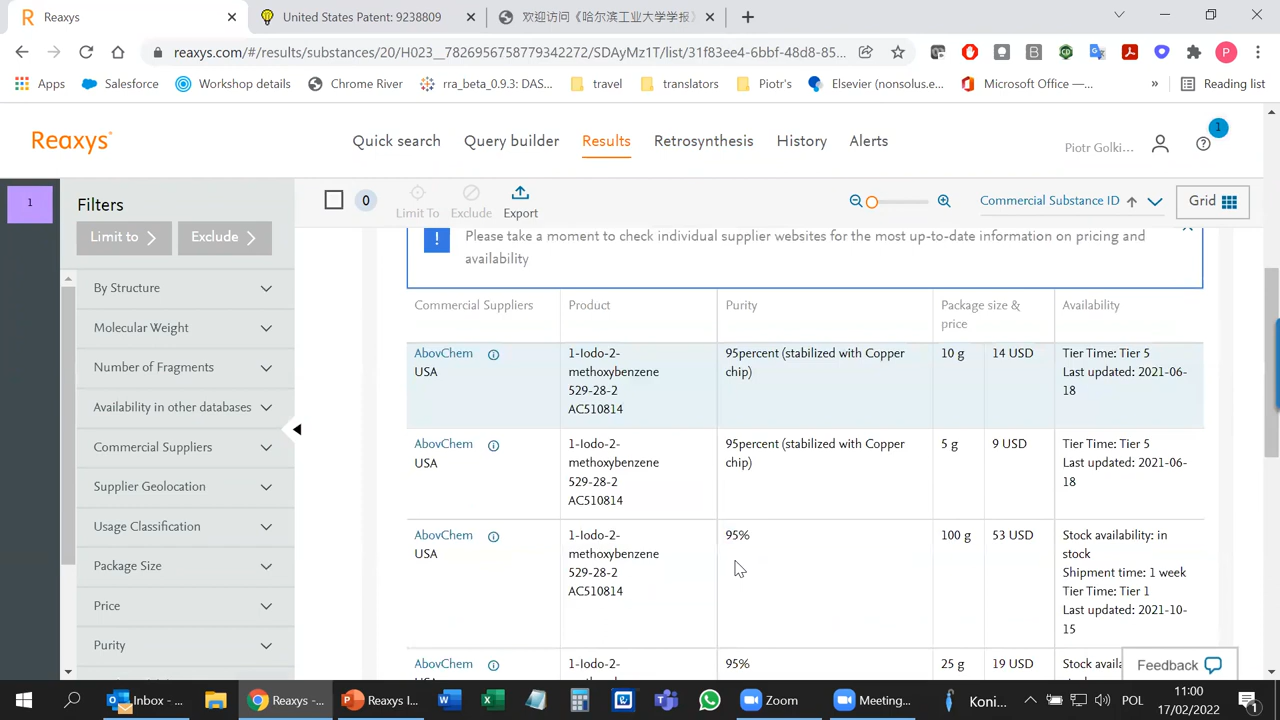 Reaxys
United States Patent: 9238809
欢迎访问《哈尔滨工业大学学报》
reaxys.com/#/results/substances/20/H023__7826956758779342272/SDAyMz1T/list/31f83ee4-6bbf-48d8-85...
P
Apps
Salesforce
Workshop details
Chrome River
rra_beta_0.9.3: DAS...
travel
translators
Piotr's
Elsevier (nonsolus.e...
Microsoft Office —...
»
Reading list
Reaxys
Quick search
Query builder
Results
Retrosynthesis
History
Alerts
Piotr Golki...
1
1
Filters
Limit to
Exclude
0
Limit To
Exclude
Export
Commercial Substance ID
Grid
By Structure
Molecular Weight
Number of Fragments
Availability in other databases
Commercial Suppliers
Supplier Geolocation
Usage Classification
Package Size
Price
Purity
Please take a moment to check individual supplier websites for the most up-to-date information on pricing and
availability
Commercial Suppliers
Product
Purity
Package size &
price
Availability
AbovChem
USA
1-Iodo-2-
methoxybenzene
529-28-2
AC510814
95percent (stabilized with Copper
chip)
10 g
14 USD
Tier Time: Tier 5
Last updated: 2021-06-
18
AbovChem
USA
1-Iodo-2-
methoxybenzene
529-28-2
AC510814
95percent (stabilized with Copper
chip)
5 g
9 USD
Tier Time: Tier 5
Last updated: 2021-06-
18
AbovChem
USA
1-Iodo-2-
methoxybenzene
529-28-2
AC510814
95%
100 g
53 USD
Stock availability: in
stock
Shipment time: 1 week
Tier Time: Tier 1
Last updated: 2021-10-
15
AbovChem
1-Iodo-2-
95%
25 g
19 USD
Stock availa
Feedback
Inbox - ...
Reaxys -...
Reaxys I...
Zoom
Meeting...
Koni...
POL
11:00
17/02/2022
1